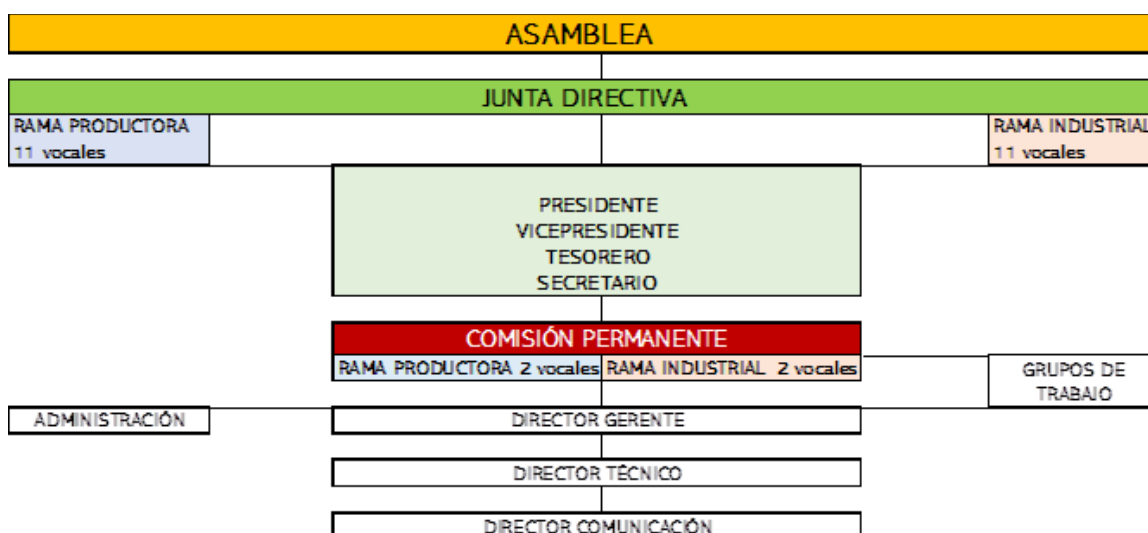 ASAMBLEA
JUNTA DIRECTIVA
RAMA PRODUCTORA
11 vocales
RAMA INDUSTRIAL
11 vocales
PRESIDENTE
VICEPRESIDENTE
TESORERO
SECRETARIO
COMISIÓN PERMANENTE
RAMA PRODUCTORA 2 vocales
RAMA INDUSTRIAL 2 vocales
GRUPOS DE
TRABAJO
ADMINISTRACIÓN
DIRECTOR GERENTE
DIRECTOR TÉCNICO
DIRECTOR COMUNICACIÓN